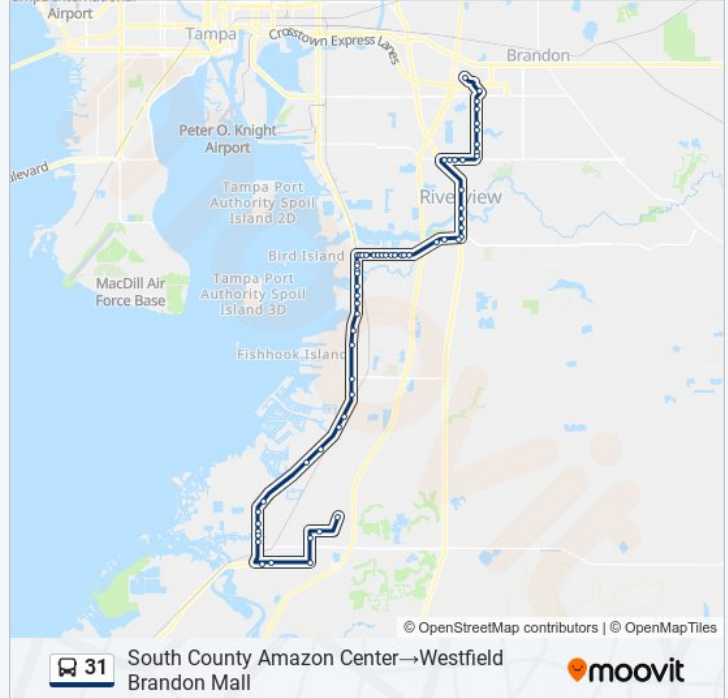 Airport
Tampa
Crosstown Express Lanes
Brandon
Peter O. Knight
Airport
ulevard
Tampa Port
Authority Spoil
Island 2D
Riverview
Bird Island
MacDill Air
Force Base
Tampa Port
Authority Spoil
Island 3D
Fishhook Island
© OpenStreetMap contributors | © OpenMapTiles
31
South County Amazon Center→Westfield
Brandon Mall
moovit